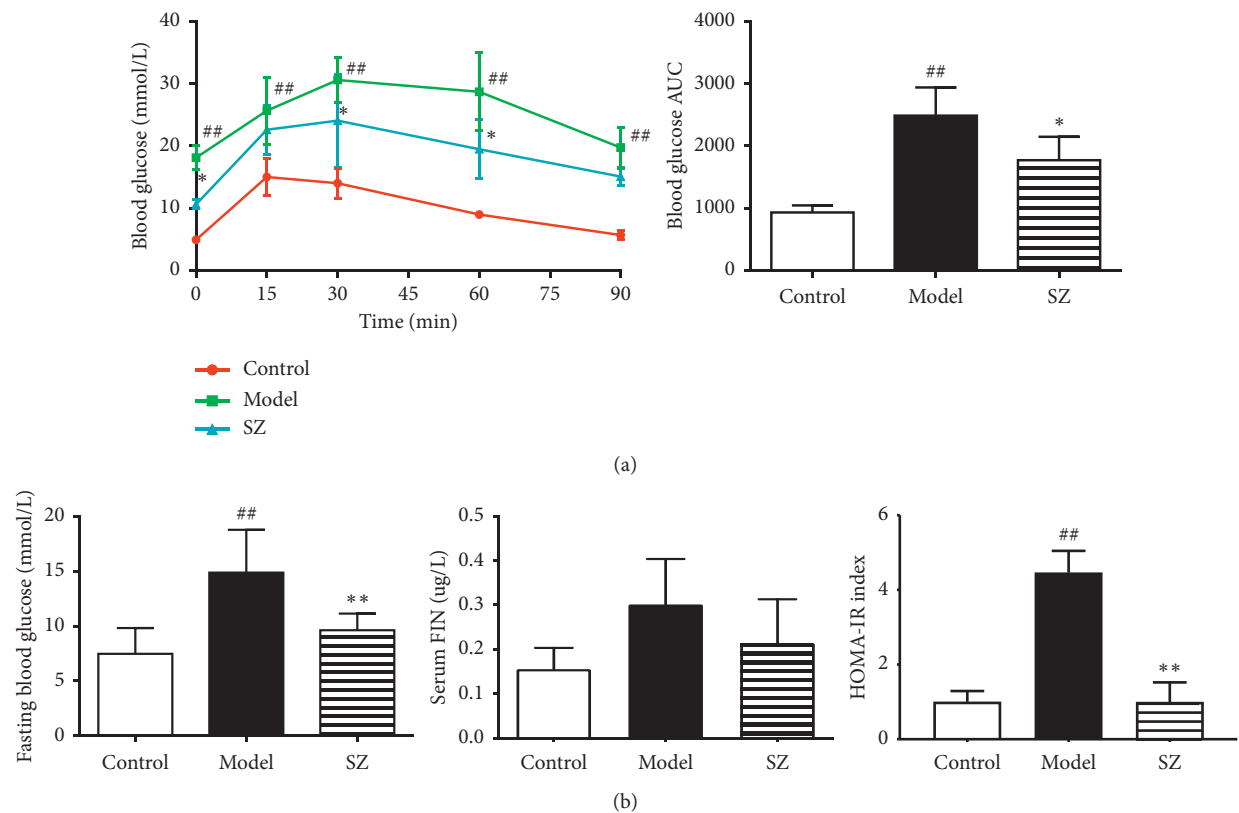 Blood glucose (mmol/L)
40
30
20
10
0
##
##
##
##
##
*
*
*
0 15 30 45 60 75 90
Time (min)
Control
Model
SZ
Blood glucose AUC
4000
3000
2000
1000
0
##
*
Control Model SZ
(a)
Fasting blood glucose (mmol/L)
20
15
10
5
0
##
**
Control Model SZ
Serum FIN (ug/L)
0.5
0.4
0.3
0.2
0.1
0.0
Control Model SZ
HOMA-IR index
6
4
2
0
##
**
Control Model SZ
(b)